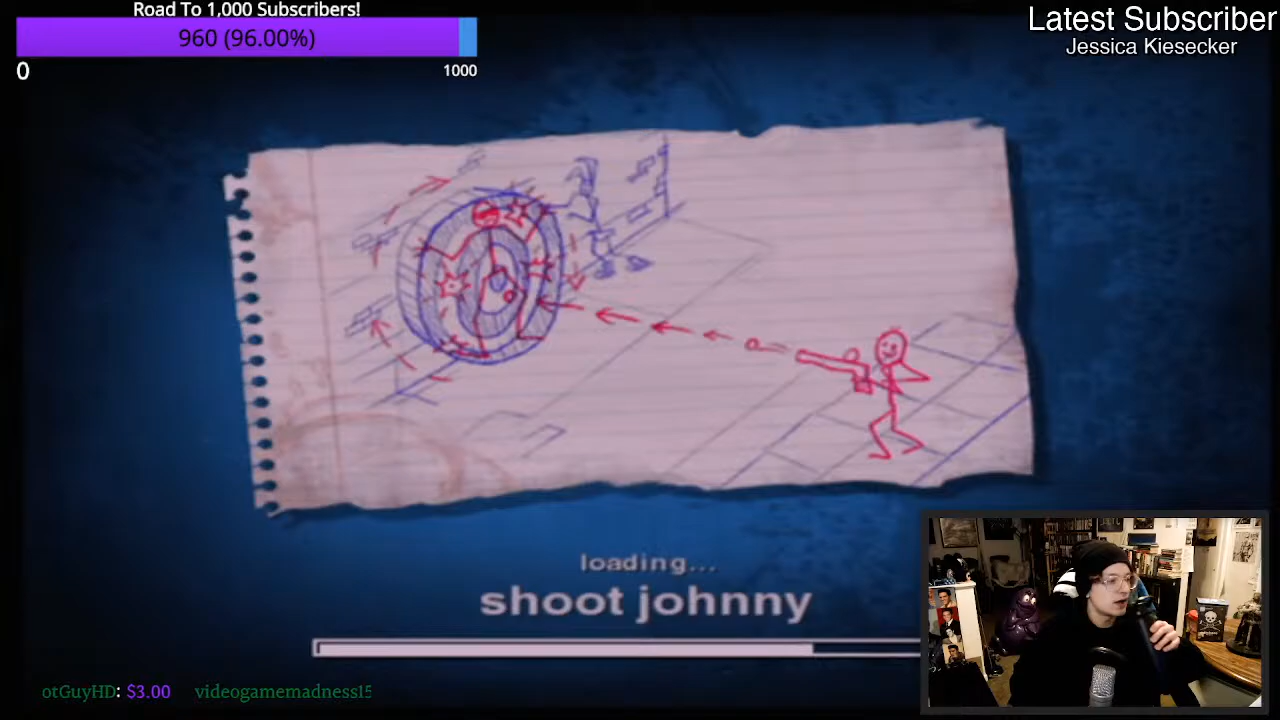 Road To 1,000 Subscribers!
960 (96.00%)
0
1000
Latest Subscriber
Jessica Kiesecker
loading...
shoot johnny
otGuyHD: $3.00 videogamemadness15